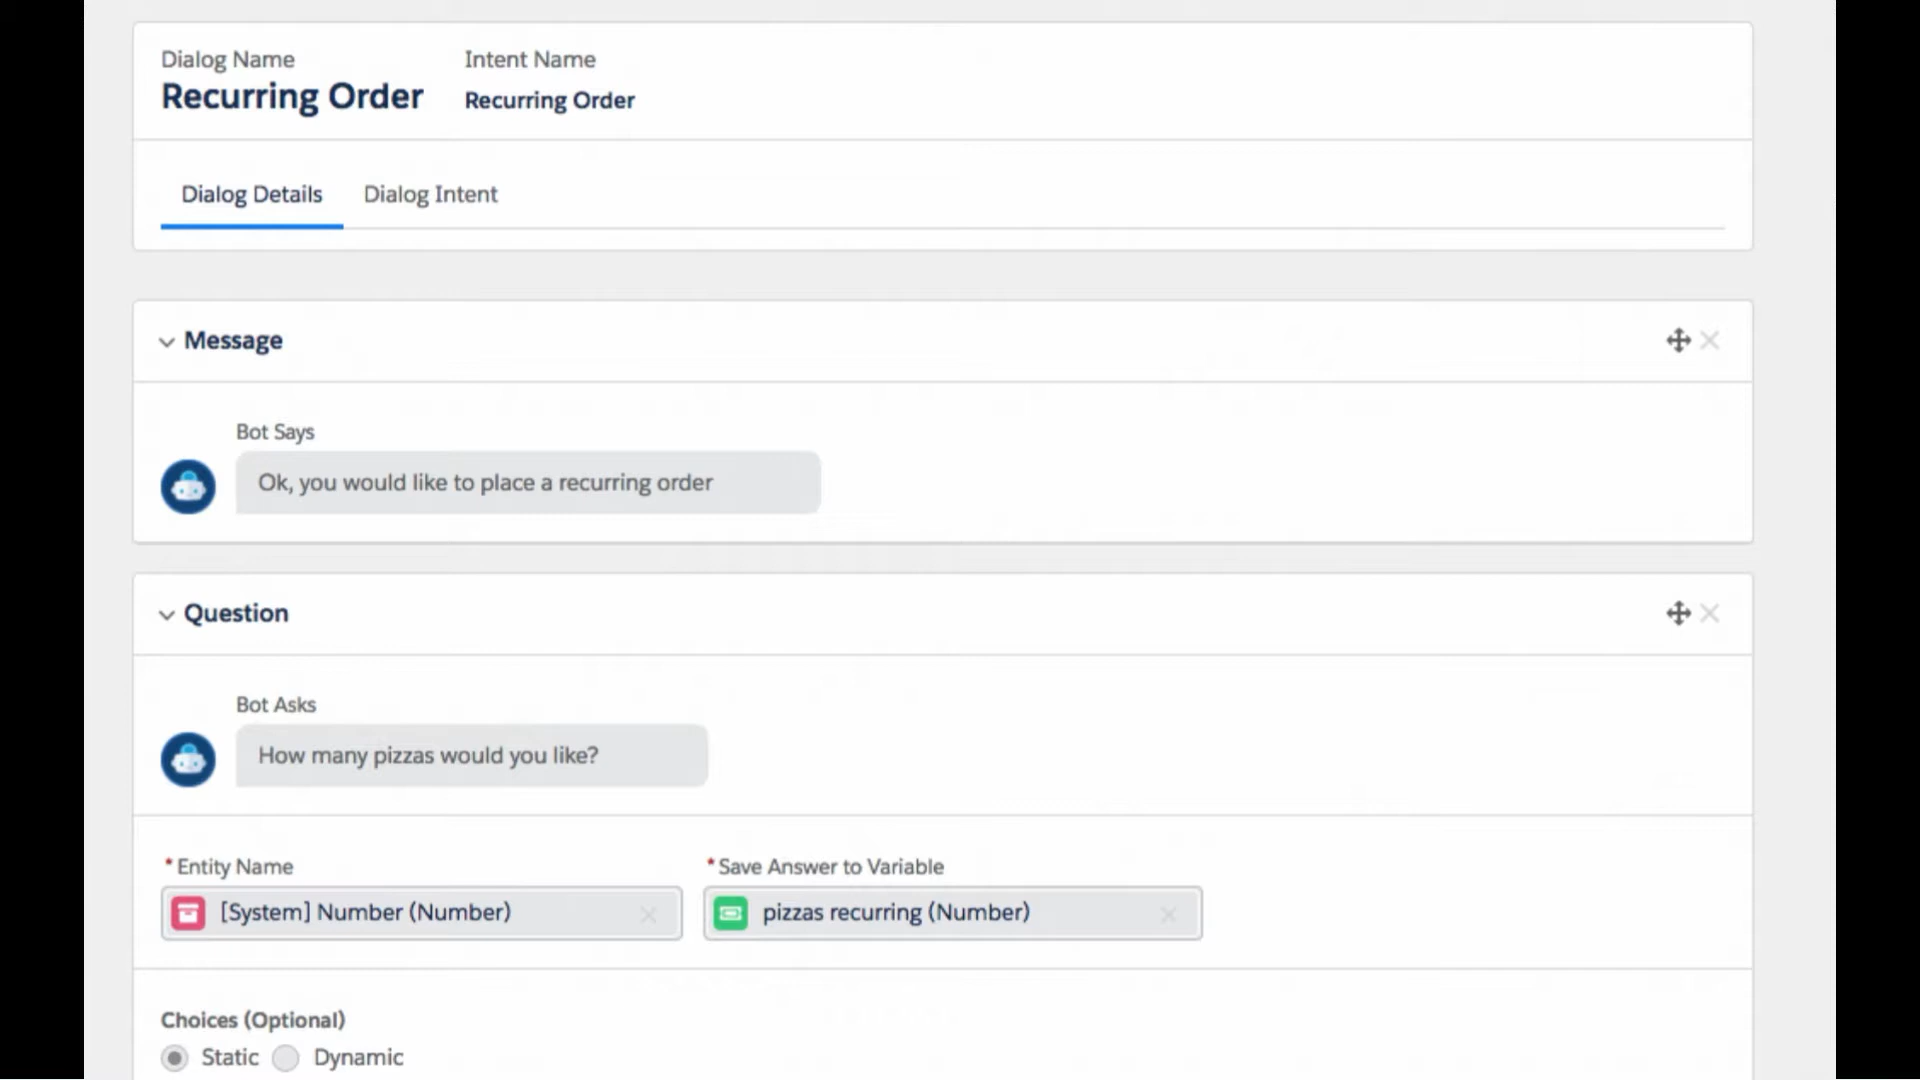 Dialog Name
Intent Name
Recurring Order
Recurring Order
Dialog Details
Dialog Intent
Message
Bot Says
Ok, you would like to place a recurring order
Question
Bot Asks
How many pizzas would you like?
* Entity Name
* Save Answer to Variable
[System] Number (Number)
pizzas recurring (Number)
Choices (Optional)
Static
Dynamic